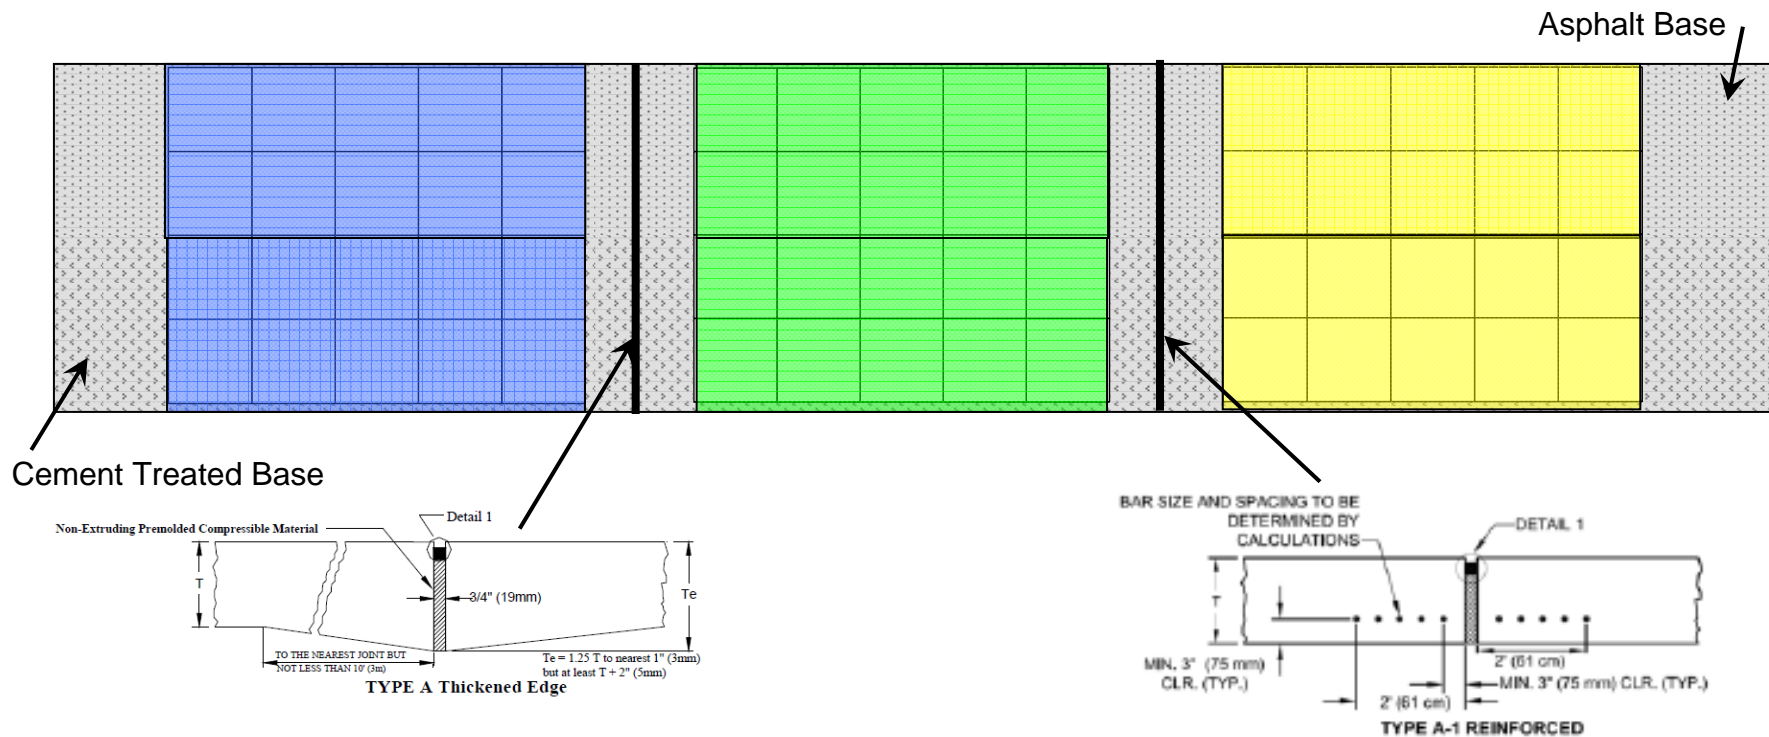 Asphalt Base
Cement Treated Base
Non-Extruding Premolded Compressible Material
Detail 1
T
3/4" (19mm)
Te
TO THE NEAREST JOINT BUT
NOT LESS THAN 10' (3m)
Te = 1.25 T to nearest 1" (3mm)
but at least T + 2" (5mm)
TYPE A Thickened Edge
BAR SIZE AND SPACING TO BE
DETERMINED BY
CALCULATIONS
DETAIL 1
T
MIN. 3" (75 mm)
CLR. (TYP.)
2' (61 cm)
MIN. 3" (75 mm) CLR. (TYP.)
2' (61 cm)
TYPE A-1 REINFORCED